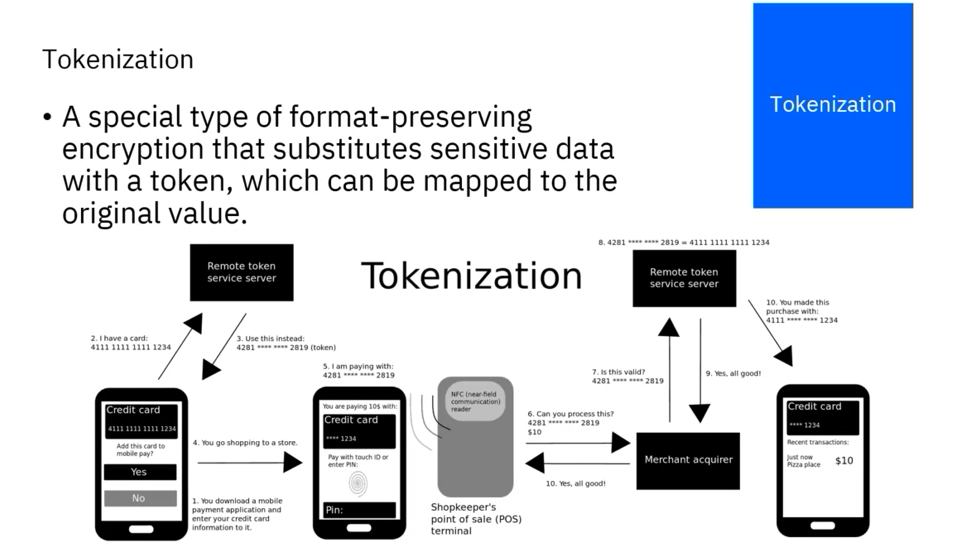 Tokenization
Tokenization
• A special type of format-preserving
encryption that substitutes sensitive data
with a token, which can be mapped to the
original value.
8. 4281 **** **** 2819 = 4111 1111 1111 1234
Remote token
service server
Tokenization
Remote token
service server
2. I have a card:
4111 1111 1111 1234
3. Use this instead:
4281 **** **** 2819 (token)
5. I am paying with:
4281 **** **** 2819
7. Is this valid?
4281 **** **** 2819
9. Yes, all good!
10. You made this
purchase with:
4111 **** **** 1234
Credit card
4111 1111 1111 1234
Add this card to
mobile pay?
Yes
No
4. You go shopping to a store.
1. You download a mobile
payment application and
enter your credit card
information to it.
You are paying 10$ with:
Credit card
**** 1234
Pay with touch ID or
enter PIN:
Pin:
NFC (near-field
communication)
reader
Shopkeeper's
point of sale (POS)
terminal
6. Can you process this?
4281 **** **** 2819
$10
10. Yes, all good!
Merchant acquirer
Credit card
**** 1234
Recent transactions:
Just now
Pizza place
$10